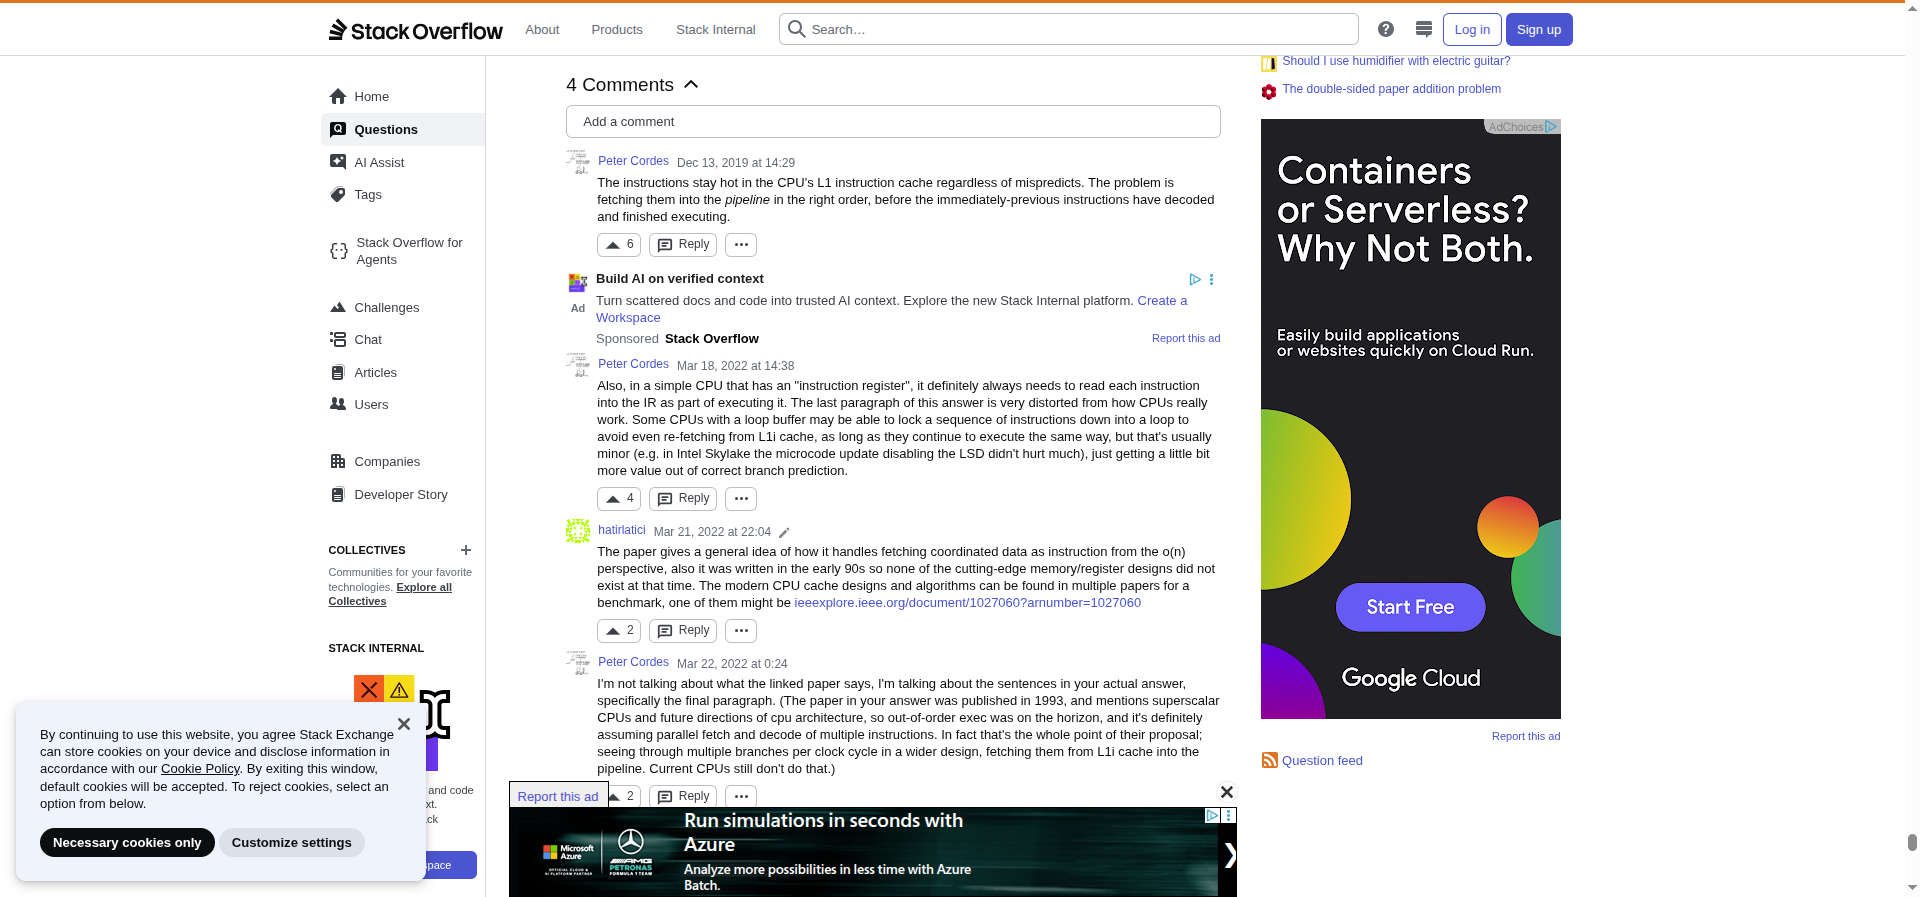 Stack Overflow
About
Products
Stack Internal
Search…
Log in
Sign up
Home
Questions
AI Assist
Tags
Stack Overflow for
Agents
Challenges
Chat
Articles
Users
Companies
Developer Story
COLLECTIVES
Communities for your favorite
technologies. Explore all
Collectives
STACK INTERNAL
and code
xt.
ck
space
By continuing to use this website, you agree Stack Exchange
can store cookies on your device and disclose information in
accordance with our Cookie Policy. By exiting this window,
default cookies will be accepted. To reject cookies, select an
option from below.
Necessary cookies only
Customize settings
4 Comments
Add a comment
Peter Cordes Dec 13, 2019 at 14:29
The instructions stay hot in the CPU's L1 instruction cache regardless of mispredicts. The problem is
fetching them into the pipeline in the right order, before the immediately-previous instructions have decoded
and finished executing.
6 Reply
Build AI on verified context
Ad
Turn scattered docs and code into trusted AI context. Explore the new Stack Internal platform. Create a
Workspace
Sponsored Stack Overflow
Report this ad
Peter Cordes Mar 18, 2022 at 14:38
Also, in a simple CPU that has an "instruction register", it definitely always needs to read each instruction
into the IR as part of executing it. The last paragraph of this answer is very distorted from how CPUs really
work. Some CPUs with a loop buffer may be able to lock a sequence of instructions down into a loop to
avoid even re-fetching from L1i cache, as long as they continue to execute the same way, but that's usually
minor (e.g. in Intel Skylake the microcode update disabling the LSD didn't hurt much), just getting a little bit
more value out of correct branch prediction.
4 Reply
hatirlatici Mar 21, 2022 at 22:04
The paper gives a general idea of how it handles fetching coordinated data as instruction from the o(n)
perspective, also it was written in the early 90s so none of the cutting-edge memory/register designs did not
exist at that time. The modern CPU cache designs and algorithms can be found in multiple papers for a
benchmark, one of them might be ieeexplore.ieee.org/document/1027060?arnumber=1027060
2 Reply
Peter Cordes Mar 22, 2022 at 0:24
I'm not talking about what the linked paper says, I'm talking about the sentences in your actual answer,
specifically the final paragraph. (The paper in your answer was published in 1993, and mentions superscalar
CPUs and future directions of cpu architecture, so out-of-order exec was on the horizon, and it's definitely
assuming parallel fetch and decode of multiple instructions. In fact that's the whole point of their proposal;
seeing through multiple branches per clock cycle in a wider design, fetching them from L1i cache into the
pipeline. Current CPUs still don't do that.)
2 Reply
Report this ad
Microsoft
Azure
AMG
PETRONAS
FORMULA 1 TEAM
Run simulations in seconds with
Azure
Analyze more possibilities in less time with Azure
Batch.
Should I use humidifier with electric guitar?
The double-sided paper addition problem
AdChoices
Containers
or Serverless?
Why Not Both.
Easily build applications
or websites quickly on Cloud Run.
Start Free
Google Cloud
Report this ad
Question feed